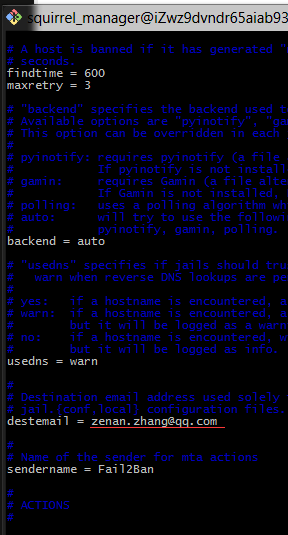 squirrel_manager@iZwz9dvndr65aiab93
# A host is banned if it has generated "
# seconds.
findtime = 600
maxretry = 3
# "backend" specifies the backend used t
# Available options are "pyinotify", "ga
# This option can be overridden in each
#
# pyinotify: requires pyinotify (a file
#            If pyinotify is not install
# gamin:     requires Gamin (a file alte
#            If Gamin is not installed,
# polling:   uses a polling algorithm wh
# auto:      will try to use the followi
#            pyinotify, gamin, polling.
backend = auto
# "usedns" specifies if jails should tru
#   warn when reverse DNS lookups are pe
#
# yes:   if a hostname is encountered, a
# warn:  if a hostname is encountered, a
#        but it will be logged as a warn
# no:    if a hostname is encountered, w
#        but it will be logged as info.
usedns = warn
#
# Destination email address used solely
# jail.{conf,local} configuration files.
destemail = zenan.zhang@qq.com
#
# Name of the sender for mta actions
sendername = Fail2Ban
#
# ACTIONS
#